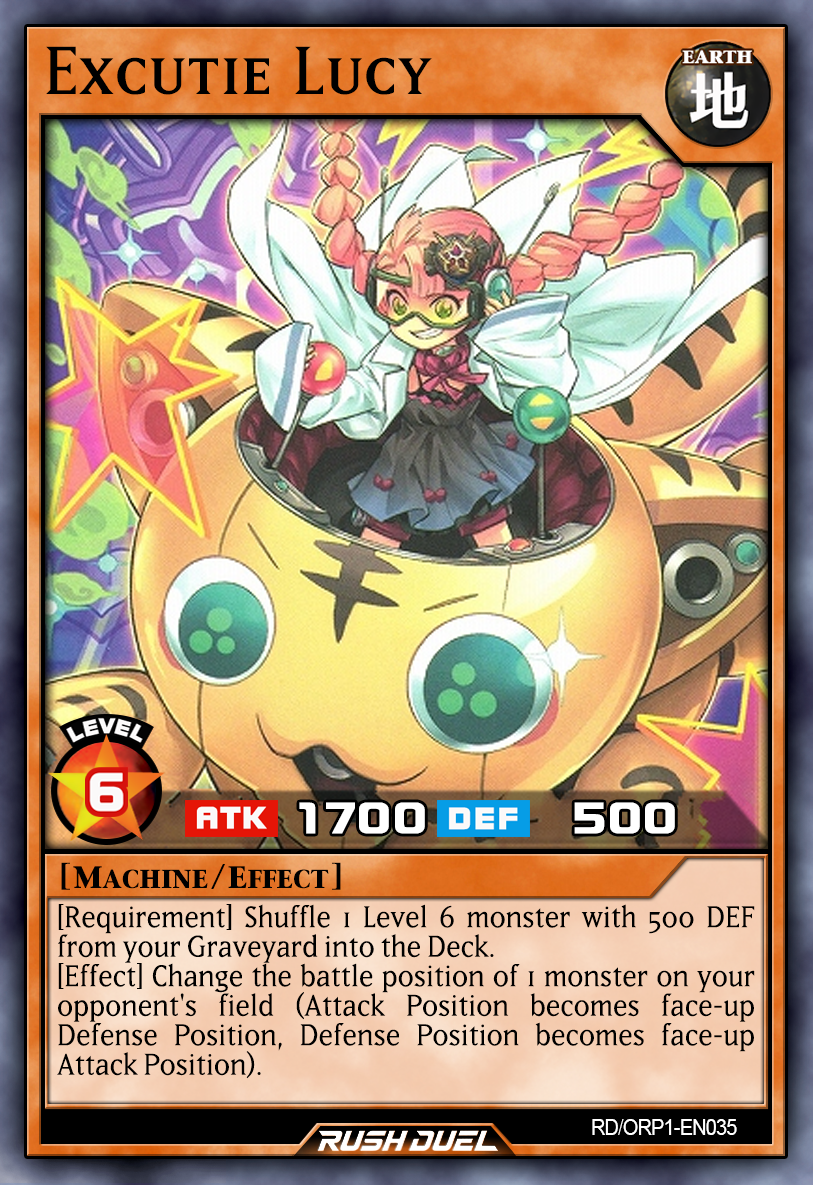 Excutie Lucy
EARTH
地
LEVEL
6
ATK 1700 DEF 500
[Machine/Effect]
[Requirement] Shuffle 1 Level 6 monster with 500 DEF
from your Graveyard into the Deck.
[Effect] Change the battle position of 1 monster on your
opponent's field (Attack Position becomes face-up
Defense Position, Defense Position becomes face-up
Attack Position).
RUSH DUEL
RD/ORP1-EN035